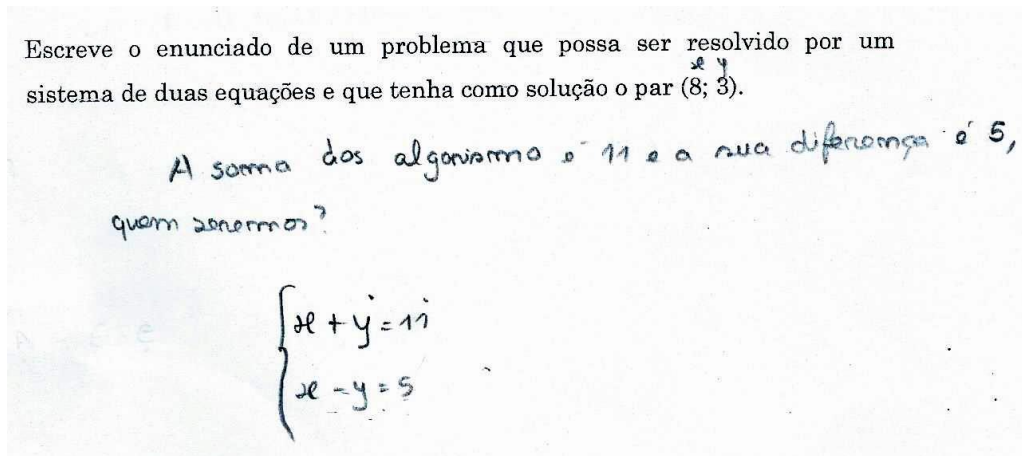 Escreve o enunciado de um problema que possa ser resolvido por um
x y
sistema de duas equações e que tenha como solução o par (8; 3).
A soma dos algarismo é 11 e a sua diferença é 5,
quem seremos?
x + y = 11
x - y = 5